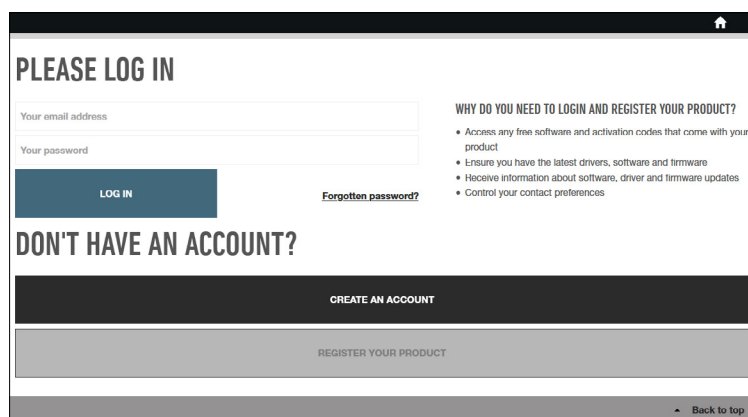 PLEASE LOG IN
Your email address
Your password
LOG IN
Forgotten password?
WHY DO YOU NEED TO LOGIN AND REGISTER YOUR PRODUCT?
Access any free software and activation codes that come with your
product
Ensure you have the latest drivers, software and firmware
Receive information about software, driver and firmware updates
Control your contact preferences
DON'T HAVE AN ACCOUNT?
CREATE AN ACCOUNT
REGISTER YOUR PRODUCT
Back to top